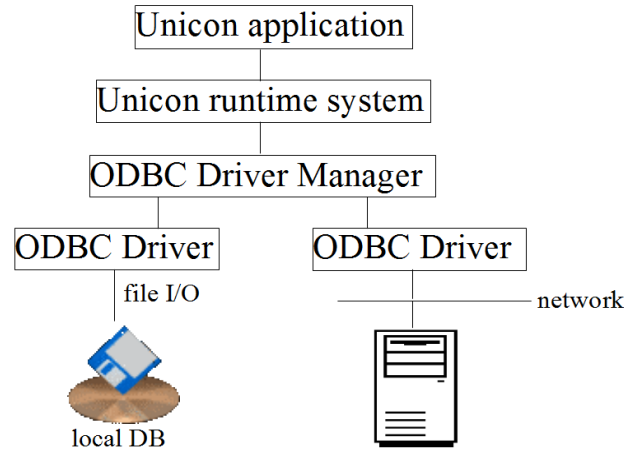 Unicon application
Unicon runtime system
ODBC Driver Manager
ODBC Driver
ODBC Driver
file I/O
network
local DB